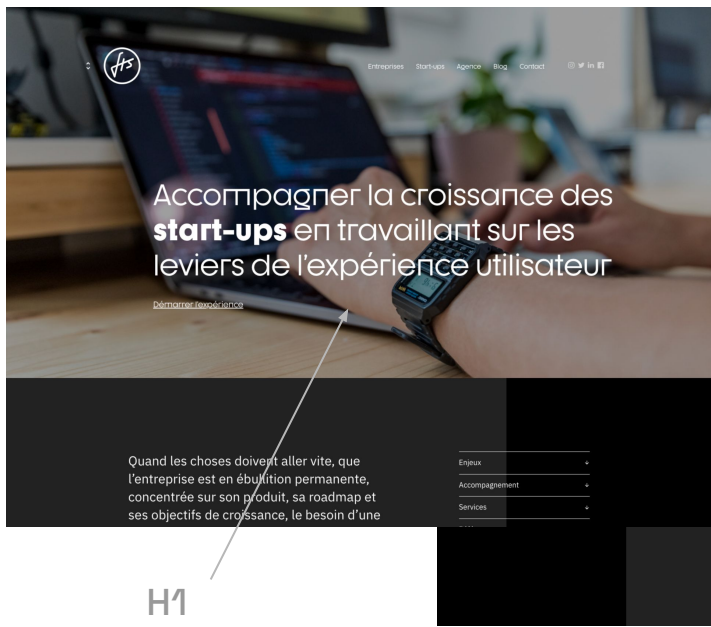 fts
Entreprises Start-ups Agence Blog Contact
Accompagner la croissance des
start-ups en travaillant sur les
leviers de l'expérience utilisateur
Démarrer l'expérience
Quand les choses doivent aller vite, que
l'entreprise est en ébullition permanente,
concentrée sur son produit, sa roadmap et
ses objectifs de croissance, le besoin d'une
Enjeux
Accompagnement
Services
H1